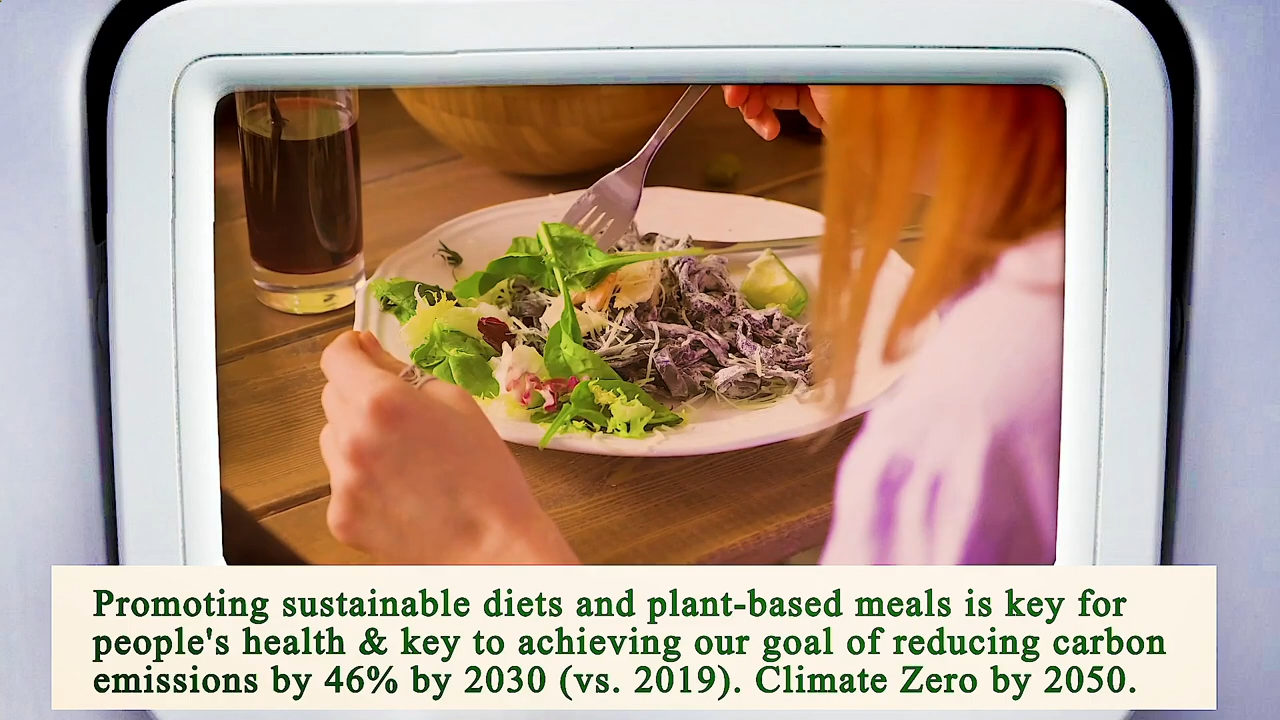 Promoting sustainable diets and plant-based meals is key for
people's health & key to achieving our goal of reducing carbon
emissions by 46% by 2030 (vs. 2019). Climate Zero by 2050.